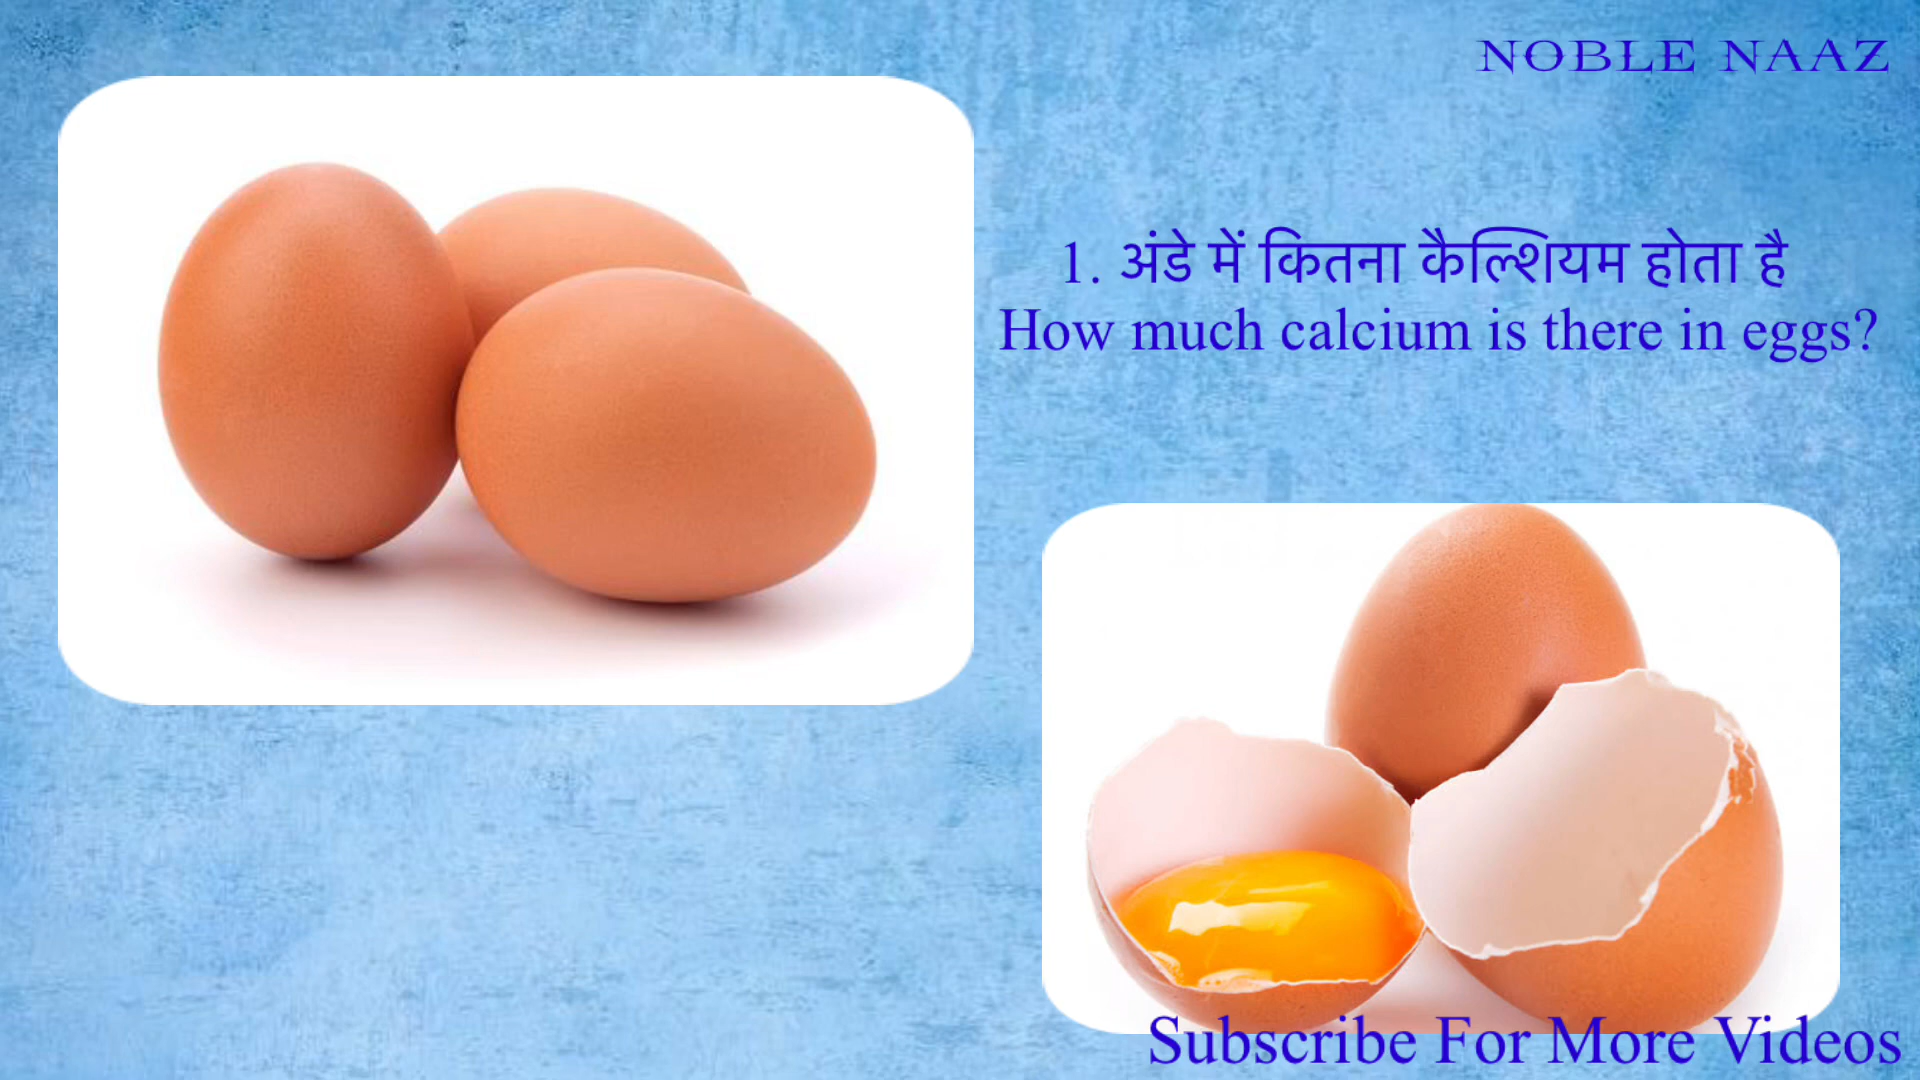 NOBLE NAAZ
1. अंडे में कितना कैल्शियम होता है
How much calcium is there in eggs?
Subscribe For More Videos